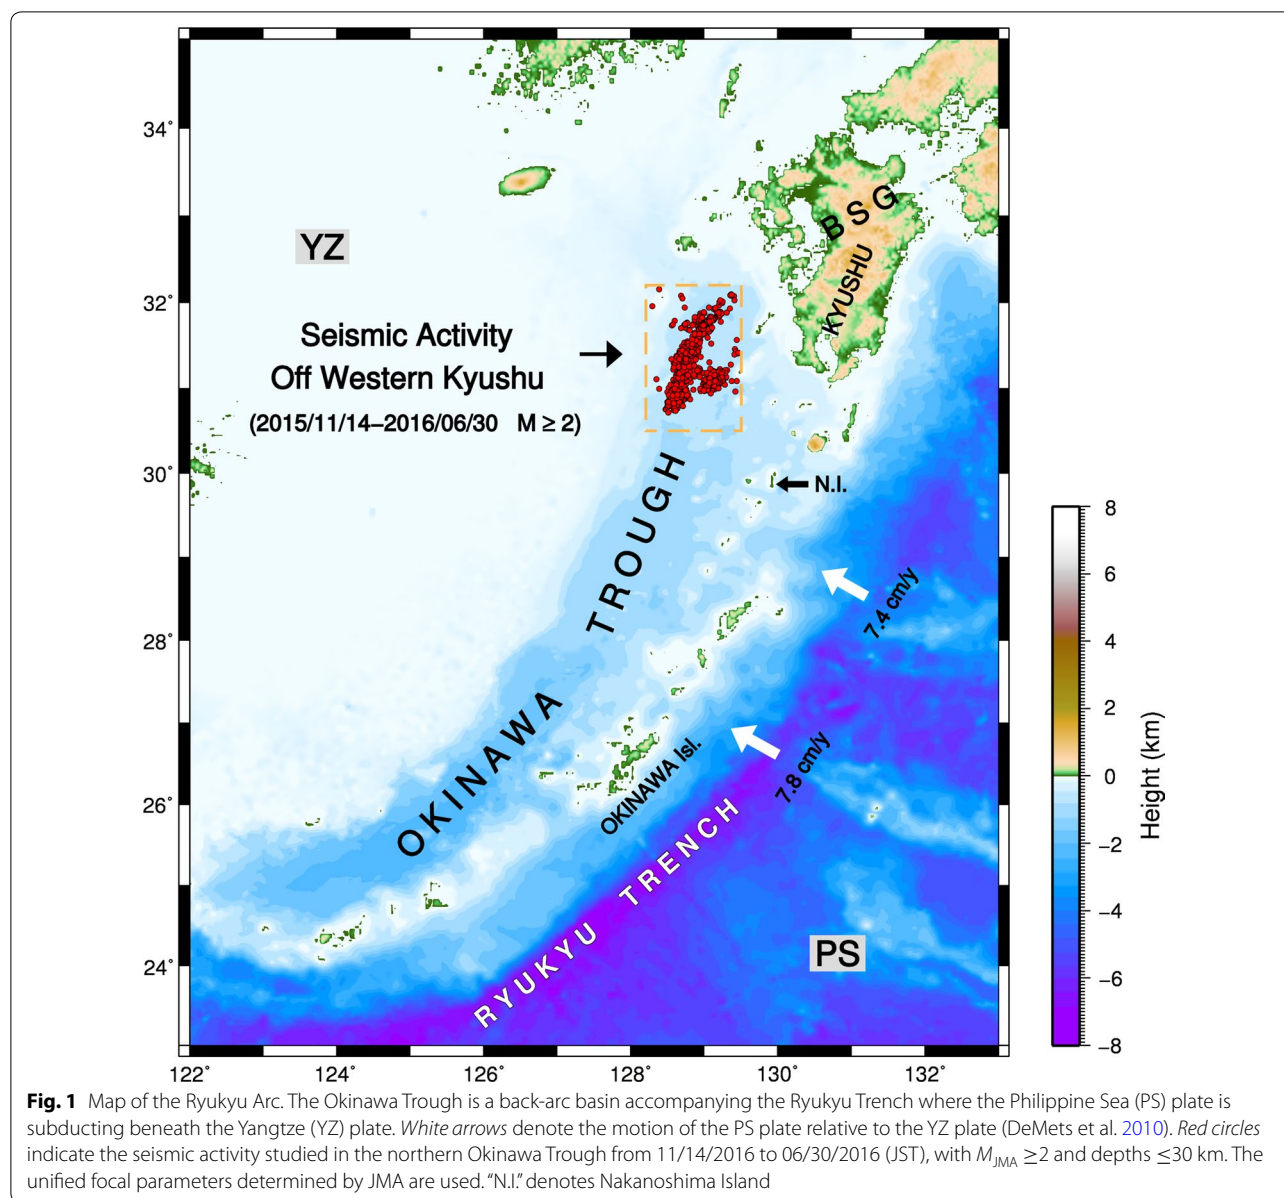 34°
32°
30°
28°
26°
24°
122°
124°
126°
128°
130°
132°
YZ
BSG
KYUSHU
Seismic Activity
Off Western Kyushu
(2015/11/14–2016/06/30 M ≥ 2)
N.I.
OKINAWA TROUGH
7.4 cm/y
7.8 cm/y
OKINAWA Isl.
RYUKYU TRENCH
PS
8
6
4
2
0
−2
−4
−6
−8
Height (km)
Fig. 1 Map of the Ryukyu Arc. The Okinawa Trough is a back-arc basin accompanying the Ryukyu Trench where the Philippine Sea (PS) plate is
subducting beneath the Yangtze (YZ) plate. White arrows denote the motion of the PS plate relative to the YZ plate (DeMets et al. 2010). Red circles
indicate the seismic activity studied in the northern Okinawa Trough from 11/14/2016 to 06/30/2016 (JST), with MJMA ≥2 and depths ≤30 km. The
unified focal parameters determined by JMA are used. “N.I.” denotes Nakanoshima Island